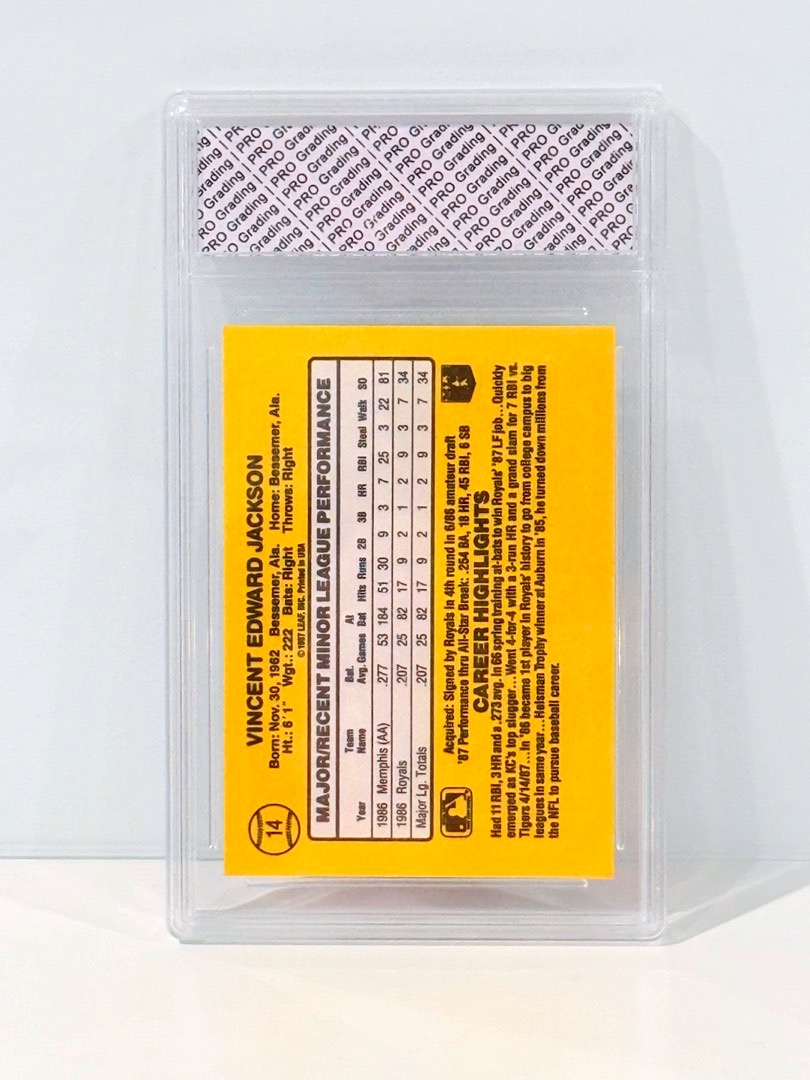 PRO Grading | PRO Grading | PRO Grading
14
VINCENT EDWARD JACKSON
Born: Nov. 30, 1962 Bessemer, Ala. Home: Bessemer, Ala.
Ht.: 6'1" Wgt.: 222 Bats: Right Throws: Right
©1987 LEAF, INC. Printed in USA
MAJOR/RECENT MINOR LEAGUE PERFORMANCE
Year Team Name Bat. Avg. Games At Bat Hits Runs 2B 3B HR RBI Steal Walk SO
1986 Memphis (AA) .277 53 184 51 30 9 3 7 25 3 22 81
1986 Royals .207 25 82 17 9 2 1 2 9 3 7 34
Major Lg. Totals .207 25 82 17 9 2 1 2 9 3 7 34
Acquired: Signed by Royals in 4th round in 6/86 amateur draft
'87 Performance thru All-Star Break: .254 BA, 18 HR, 45 RBI, 6 SB
CAREER HIGHLIGHTS
Had 11 RBI, 3 HR and a .273 avg. in 66 spring training at-bats to win Royals' '87 LF job...Quickly
emerged as KC's top slugger...Went 4-for-4 with a 3-run HR and a grand slam for 7 RBI vs.
Tigers 4/14/87...In '86 became 1st player in Royals' history to go from college campus to big
leagues in same year...Heisman Trophy winner at Auburn in '85, he turned down millions from
the NFL to pursue baseball career.